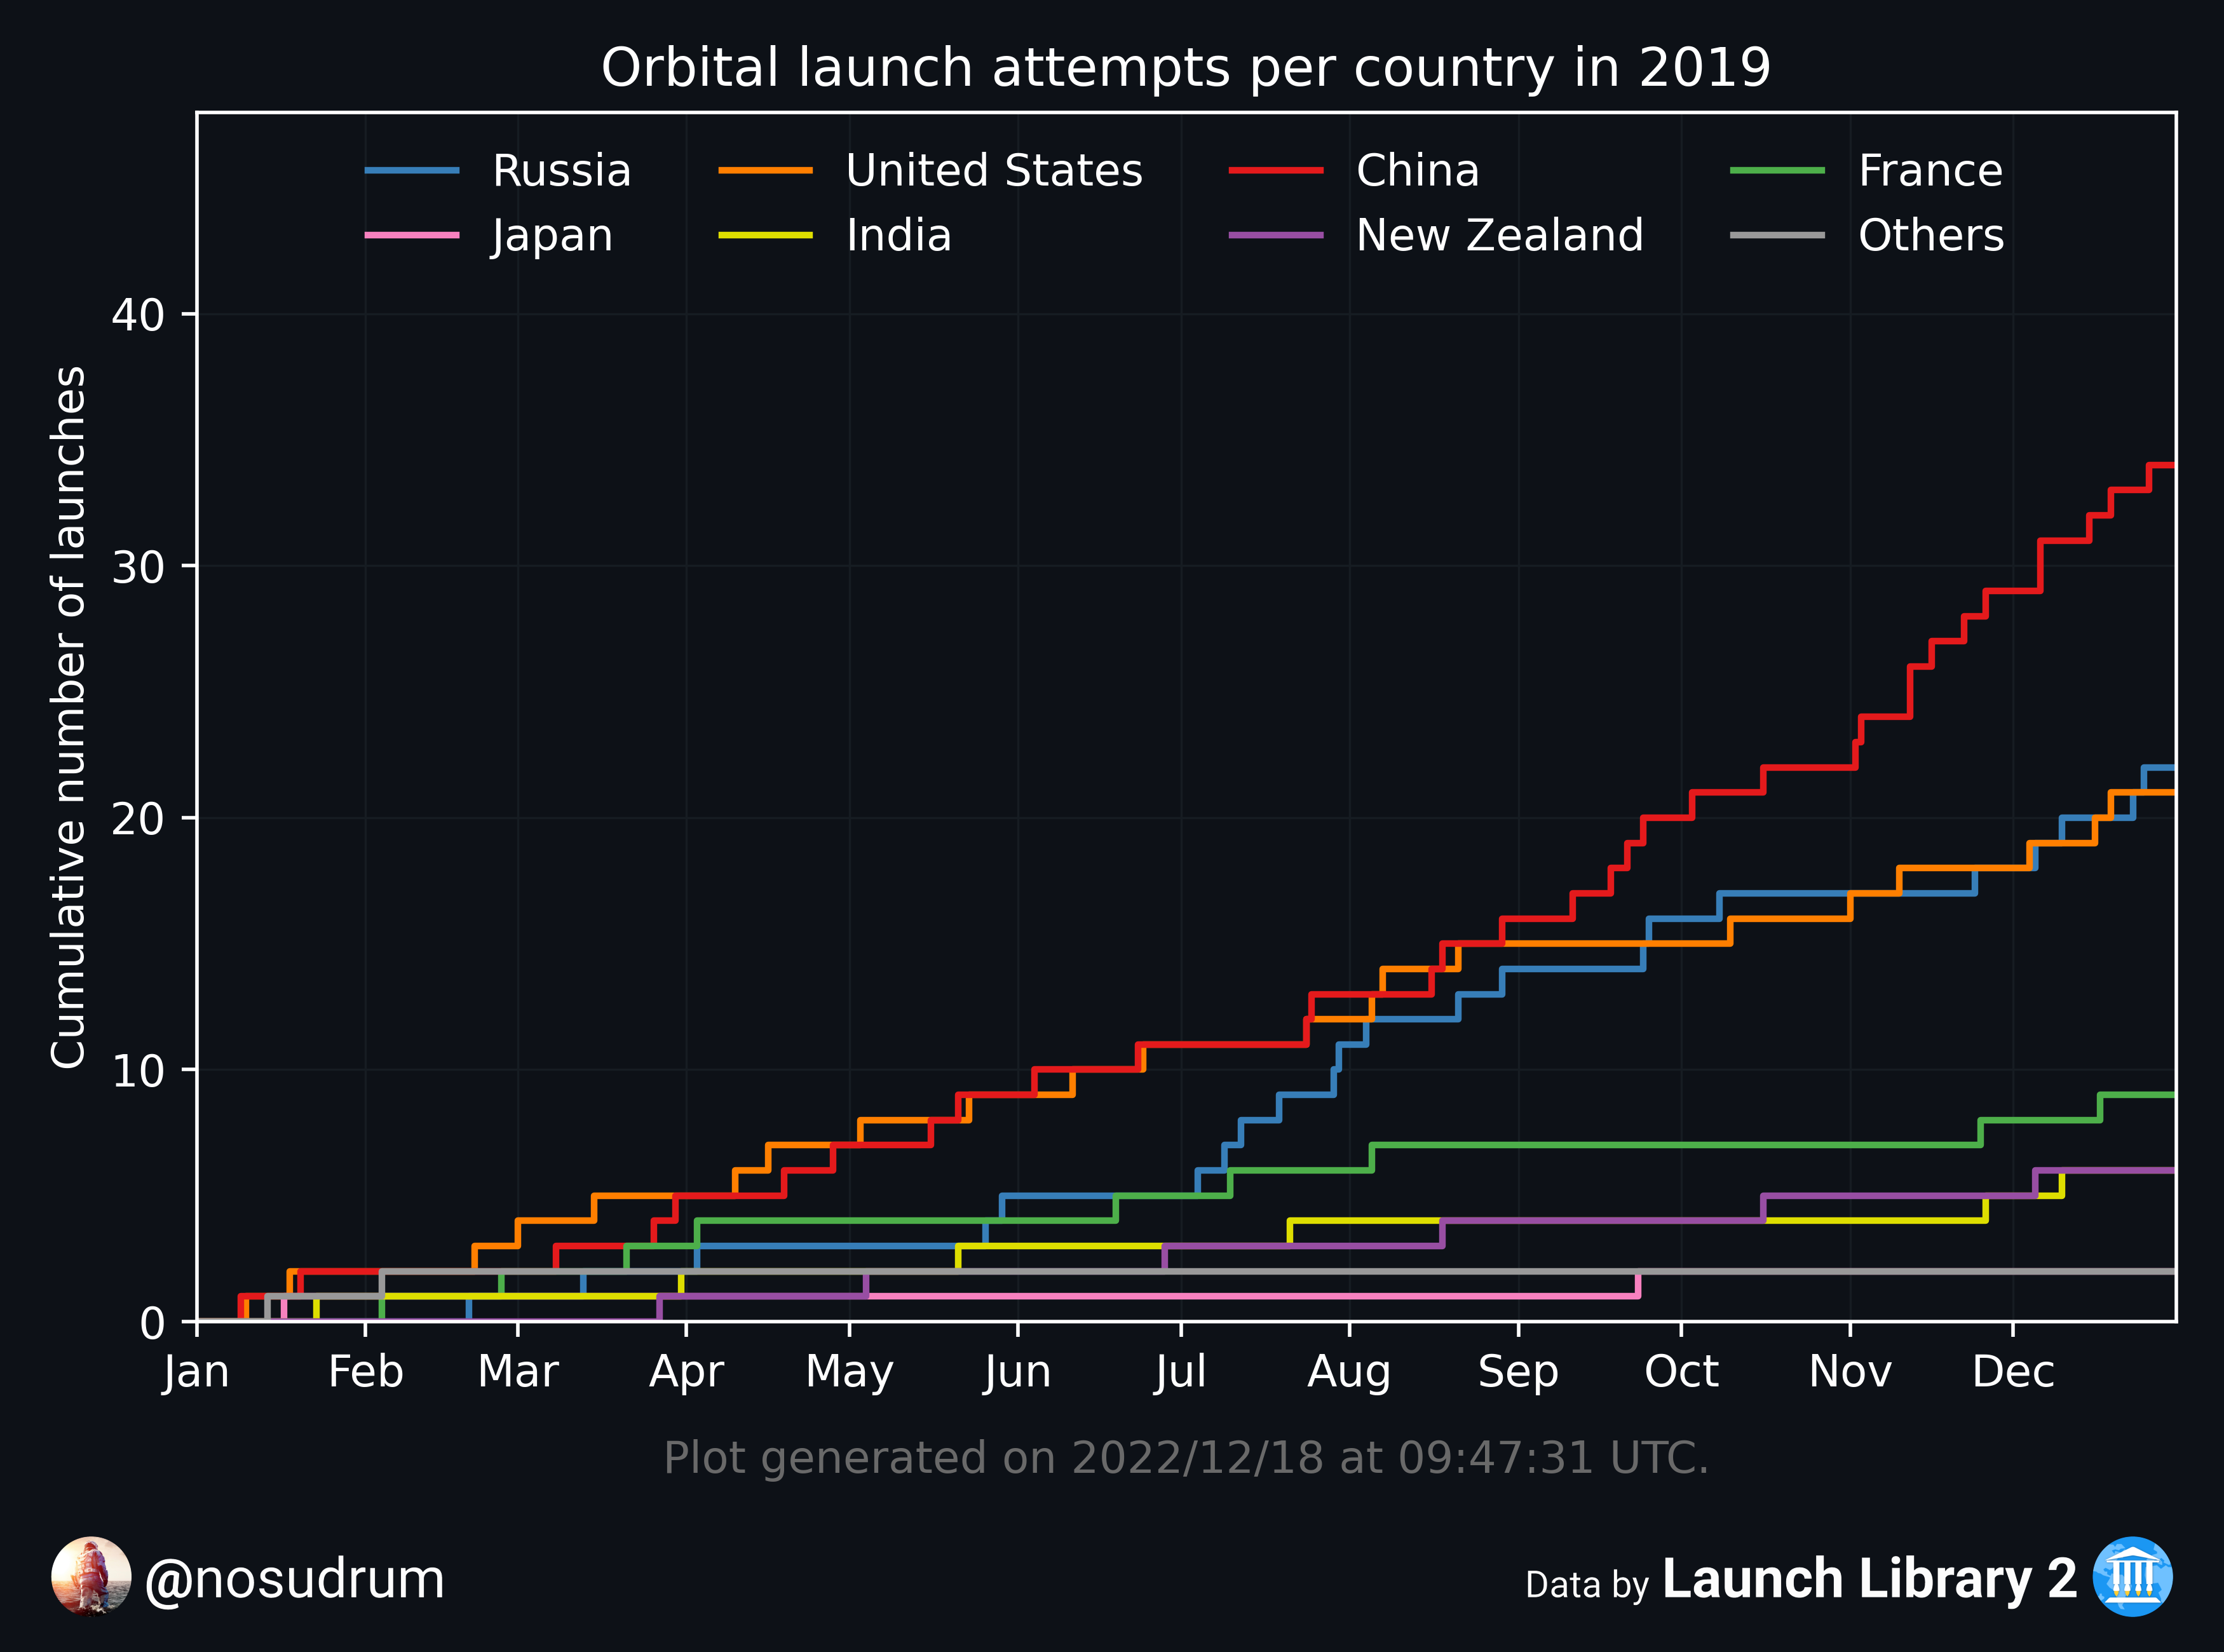 Orbital launch attempts per country in 2019
Russia United States China France
Japan India New Zealand Others
Cumulative number of launches
40
30
20
10
0
Jan Feb Mar Apr May Jun Jul Aug Sep Oct Nov Dec
Plot generated on 2022/12/18 at 09:47:31 UTC.
@nosudrum
Data by Launch Library 2